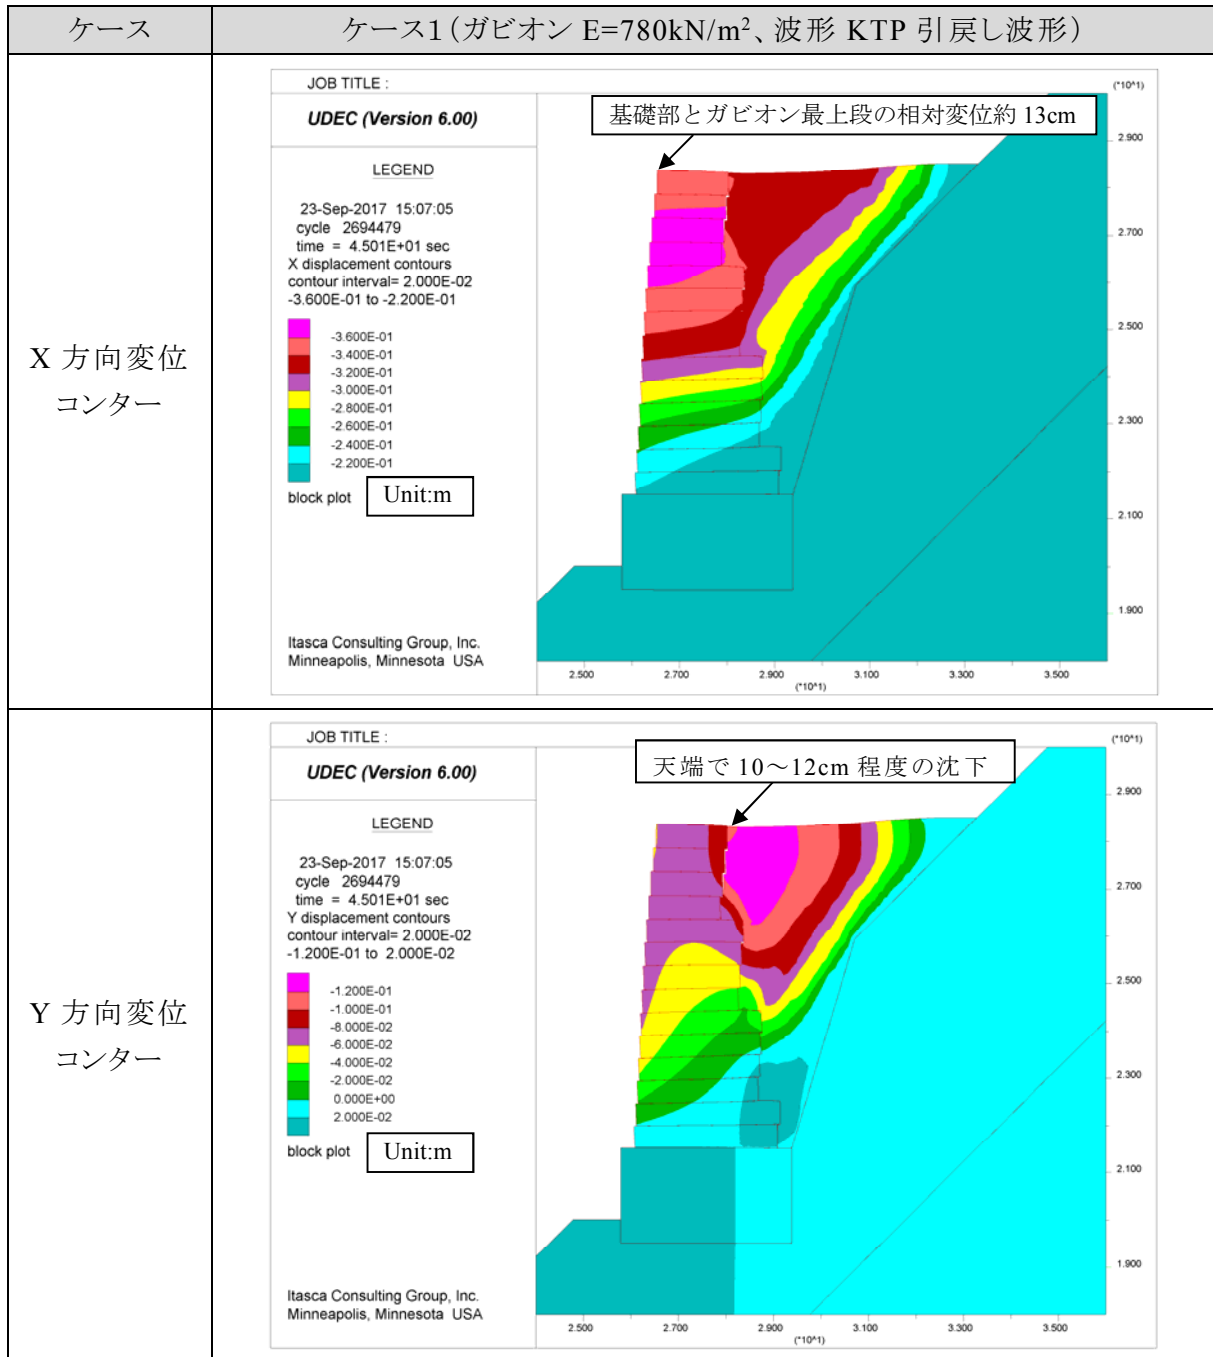 ケース
ケース1（ガビオン E=780kN/m²、波形 KTP 引戻し波形）
X 方向変位
コンター
JOB TITLE :
UDEC (Version 6.00)
LEGEND
23-Sep-2017 15:07:05
cycle 2694479
time = 4.501E+01 sec
X displacement contours
contour interval= 2.000E-02
-3.600E-01 to -2.200E-01
-3.600E-01
-3.400E-01
-3.200E-01
-3.000E-01
-2.800E-01
-2.600E-01
-2.400E-01
-2.200E-01
block plot
Unit:m
Itasca Consulting Group, Inc.
Minneapolis, Minnesota USA
基礎部とガビオン最上段の相対変位約 13cm
(*10^1)
2.900
2.700
2.500
2.300
2.100
1.900
2.500 2.700 2.900 3.100 3.300 3.500
(*10^1)
Y 方向変位
コンター
JOB TITLE :
UDEC (Version 6.00)
LEGEND
23-Sep-2017 15:07:05
cycle 2694479
time = 4.501E+01 sec
Y displacement contours
contour interval= 2.000E-02
-1.200E-01 to 2.000E-02
-1.200E-01
-1.000E-01
-8.000E-02
-6.000E-02
-4.000E-02
-2.000E-02
0.000E+00
2.000E-02
block plot
Unit:m
Itasca Consulting Group, Inc.
Minneapolis, Minnesota USA
天端で 10～12cm 程度の沈下
(*10^1)
2.900
2.700
2.500
2.300
2.100
1.900
2.500 2.700 2.900 3.100 3.300 3.500
(*10^1)